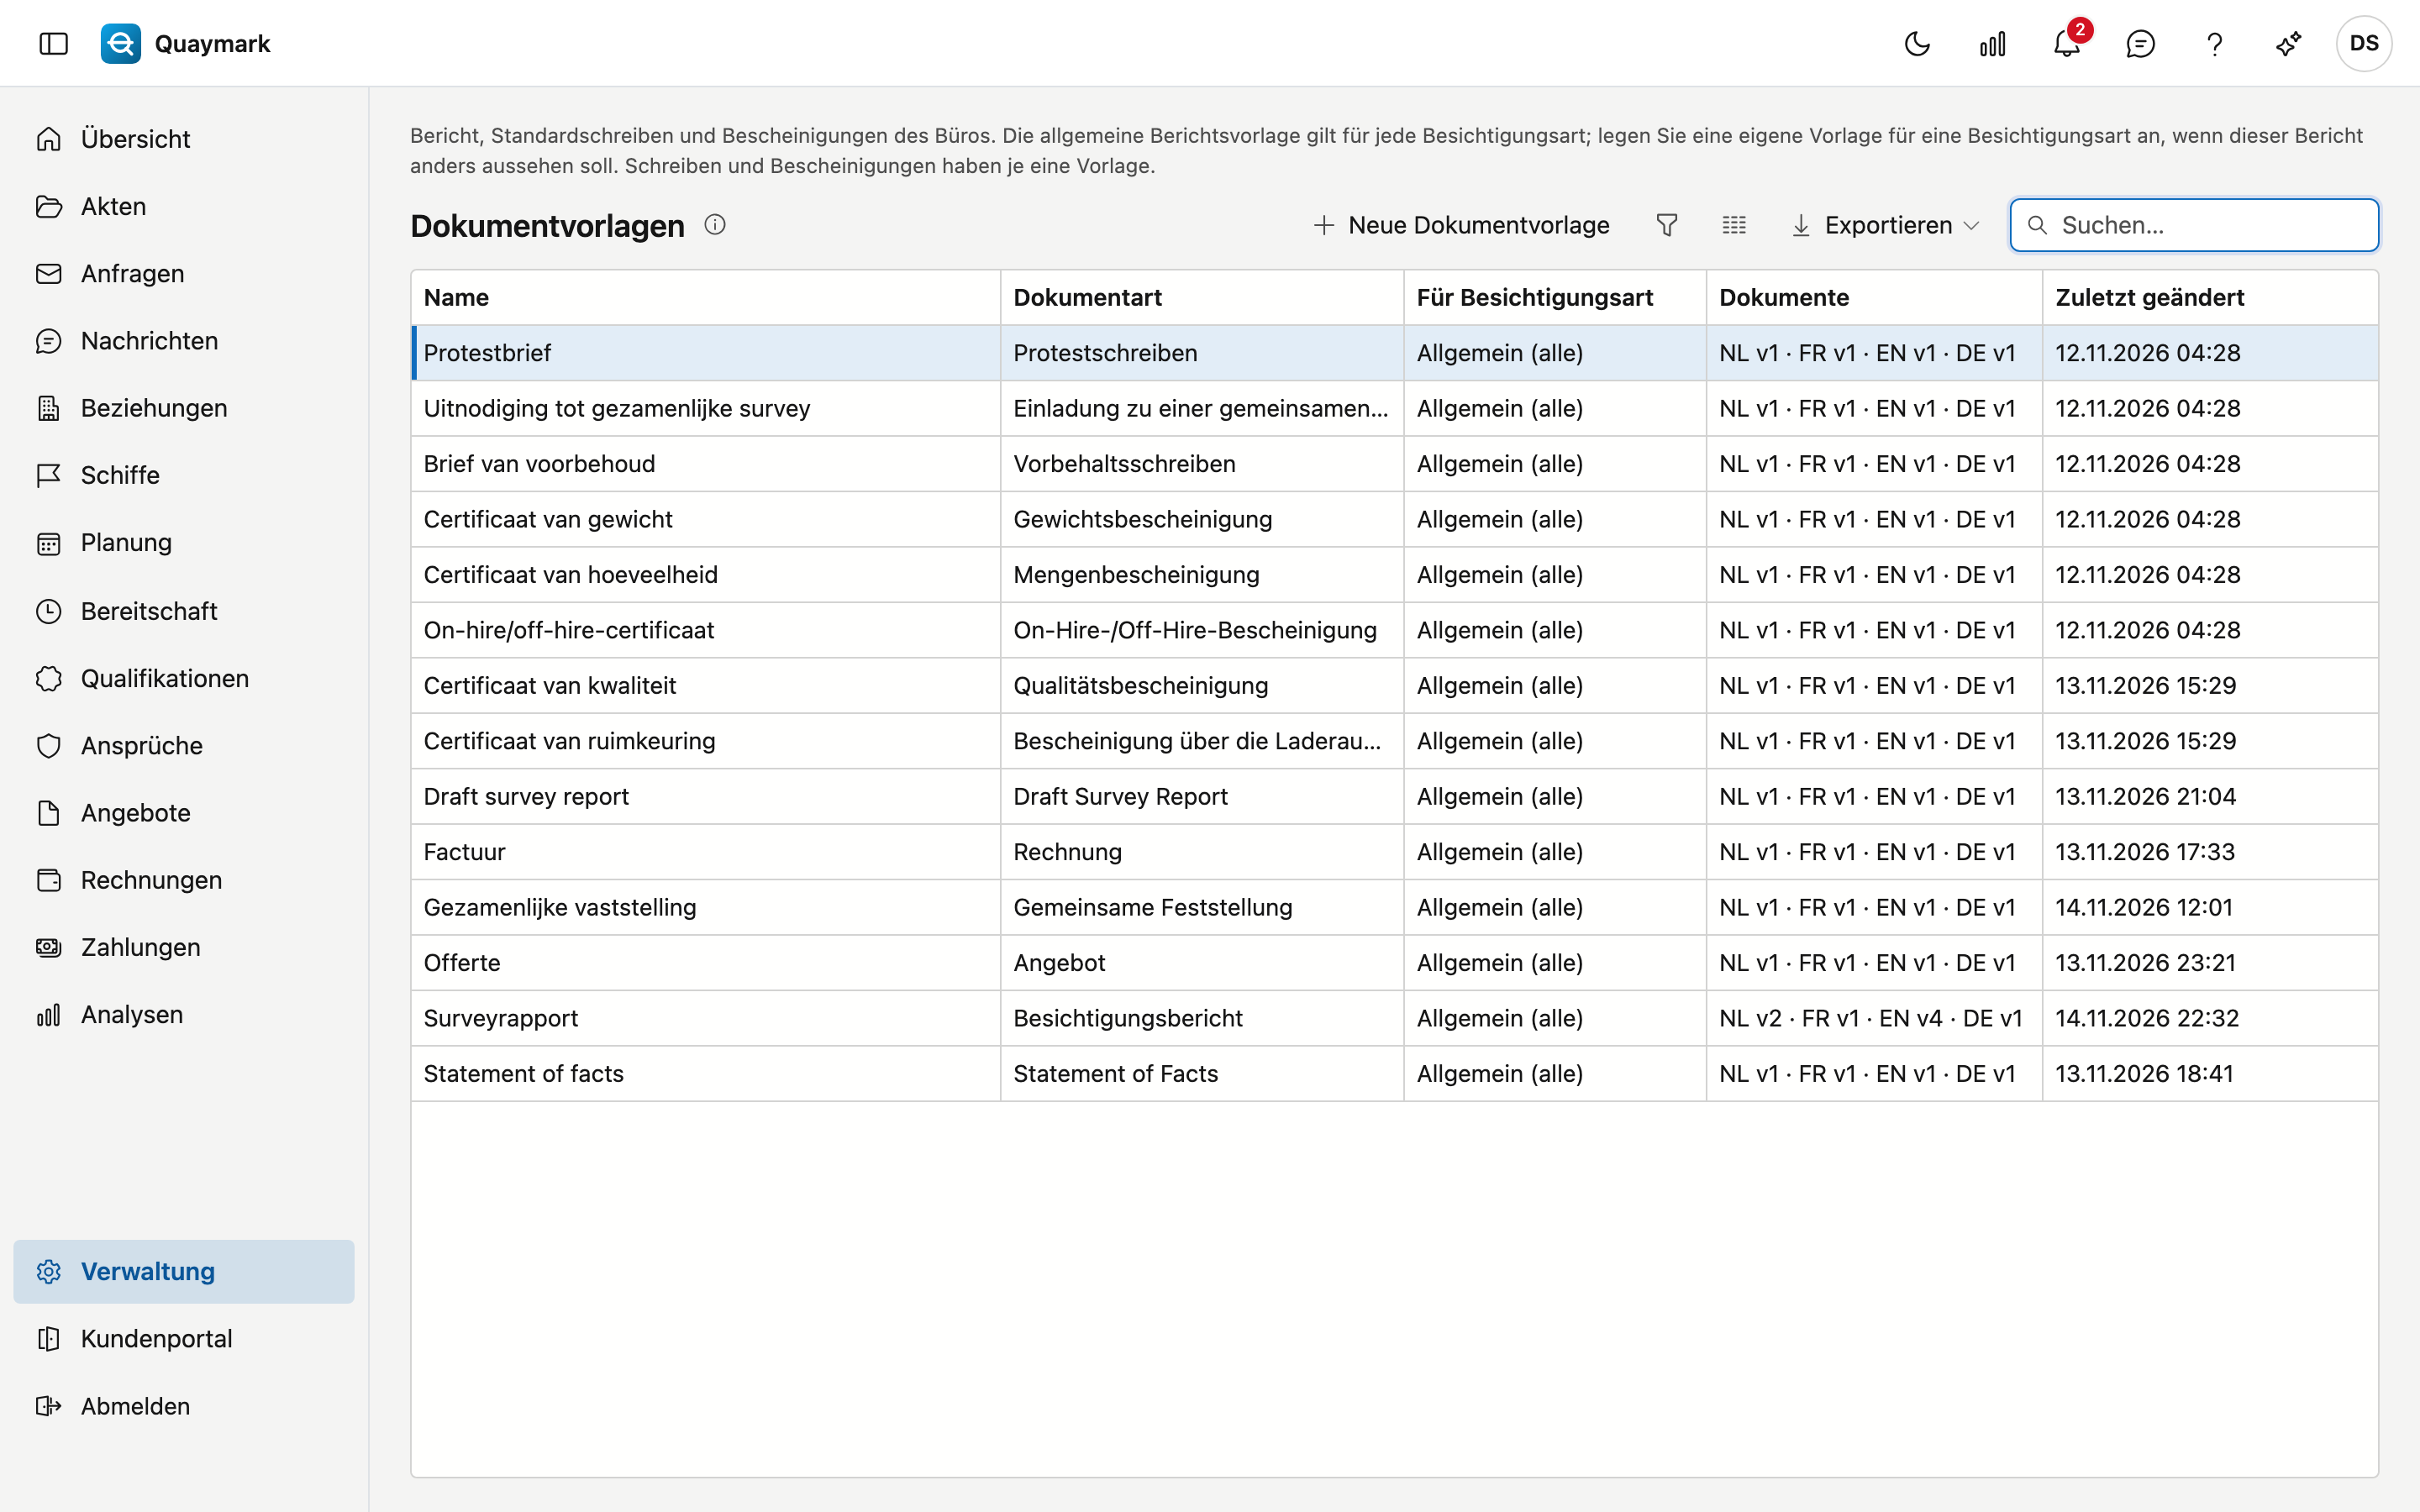 Quaymark
2
DS
Übersicht
Akten
Anfragen
Nachrichten
Beziehungen
Schiffe
Planung
Bereitschaft
Qualifikationen
Ansprüche
Angebote
Rechnungen
Zahlungen
Analysen
Verwaltung
Kundenportal
Abmelden
Bericht, Standardschreiben und Bescheinigungen des Büros. Die allgemeine Berichtsvorlage gilt für jede Besichtigungsart; legen Sie eine eigene Vorlage für eine Besichtigungsart an, wenn dieser Bericht
anders aussehen soll. Schreiben und Bescheinigungen haben je eine Vorlage.
Dokumentvorlagen
Neue Dokumentvorlage
Exportieren
Suchen...
Name Dokumentart Für Besichtigungsart Dokumente Zuletzt geändert
Protestbrief Protestschreiben Allgemein (alle) NL v1 · FR v1 · EN v1 · DE v1 12.11.2026 04:28
Uitnodiging tot gezamenlijke survey Einladung zu einer gemeinsamen... Allgemein (alle) NL v1 · FR v1 · EN v1 · DE v1 12.11.2026 04:28
Brief van voorbehoud Vorbehaltsschreiben Allgemein (alle) NL v1 · FR v1 · EN v1 · DE v1 12.11.2026 04:28
Certificaat van gewicht Gewichtsbescheinigung Allgemein (alle) NL v1 · FR v1 · EN v1 · DE v1 12.11.2026 04:28
Certificaat van hoeveelheid Mengenbescheinigung Allgemein (alle) NL v1 · FR v1 · EN v1 · DE v1 12.11.2026 04:28
On-hire/off-hire-certificaat On-Hire-/Off-Hire-Bescheinigung Allgemein (alle) NL v1 · FR v1 · EN v1 · DE v1 12.11.2026 04:28
Certificaat van kwaliteit Qualitätsbescheinigung Allgemein (alle) NL v1 · FR v1 · EN v1 · DE v1 13.11.2026 15:29
Certificaat van ruimkeuring Bescheinigung über die Laderau... Allgemein (alle) NL v1 · FR v1 · EN v1 · DE v1 13.11.2026 15:29
Draft survey report Draft Survey Report Allgemein (alle) NL v1 · FR v1 · EN v1 · DE v1 13.11.2026 21:04
Factuur Rechnung Allgemein (alle) NL v1 · FR v1 · EN v1 · DE v1 13.11.2026 17:33
Gezamenlijke vaststelling Gemeinsame Feststellung Allgemein (alle) NL v1 · FR v1 · EN v1 · DE v1 14.11.2026 12:01
Offerte Angebot Allgemein (alle) NL v1 · FR v1 · EN v1 · DE v1 13.11.2026 23:21
Surveyrapport Besichtigungsbericht Allgemein (alle) NL v2 · FR v1 · EN v4 · DE v1 14.11.2026 22:32
Statement of facts Statement of Facts Allgemein (alle) NL v1 · FR v1 · EN v1 · DE v1 13.11.2026 18:41